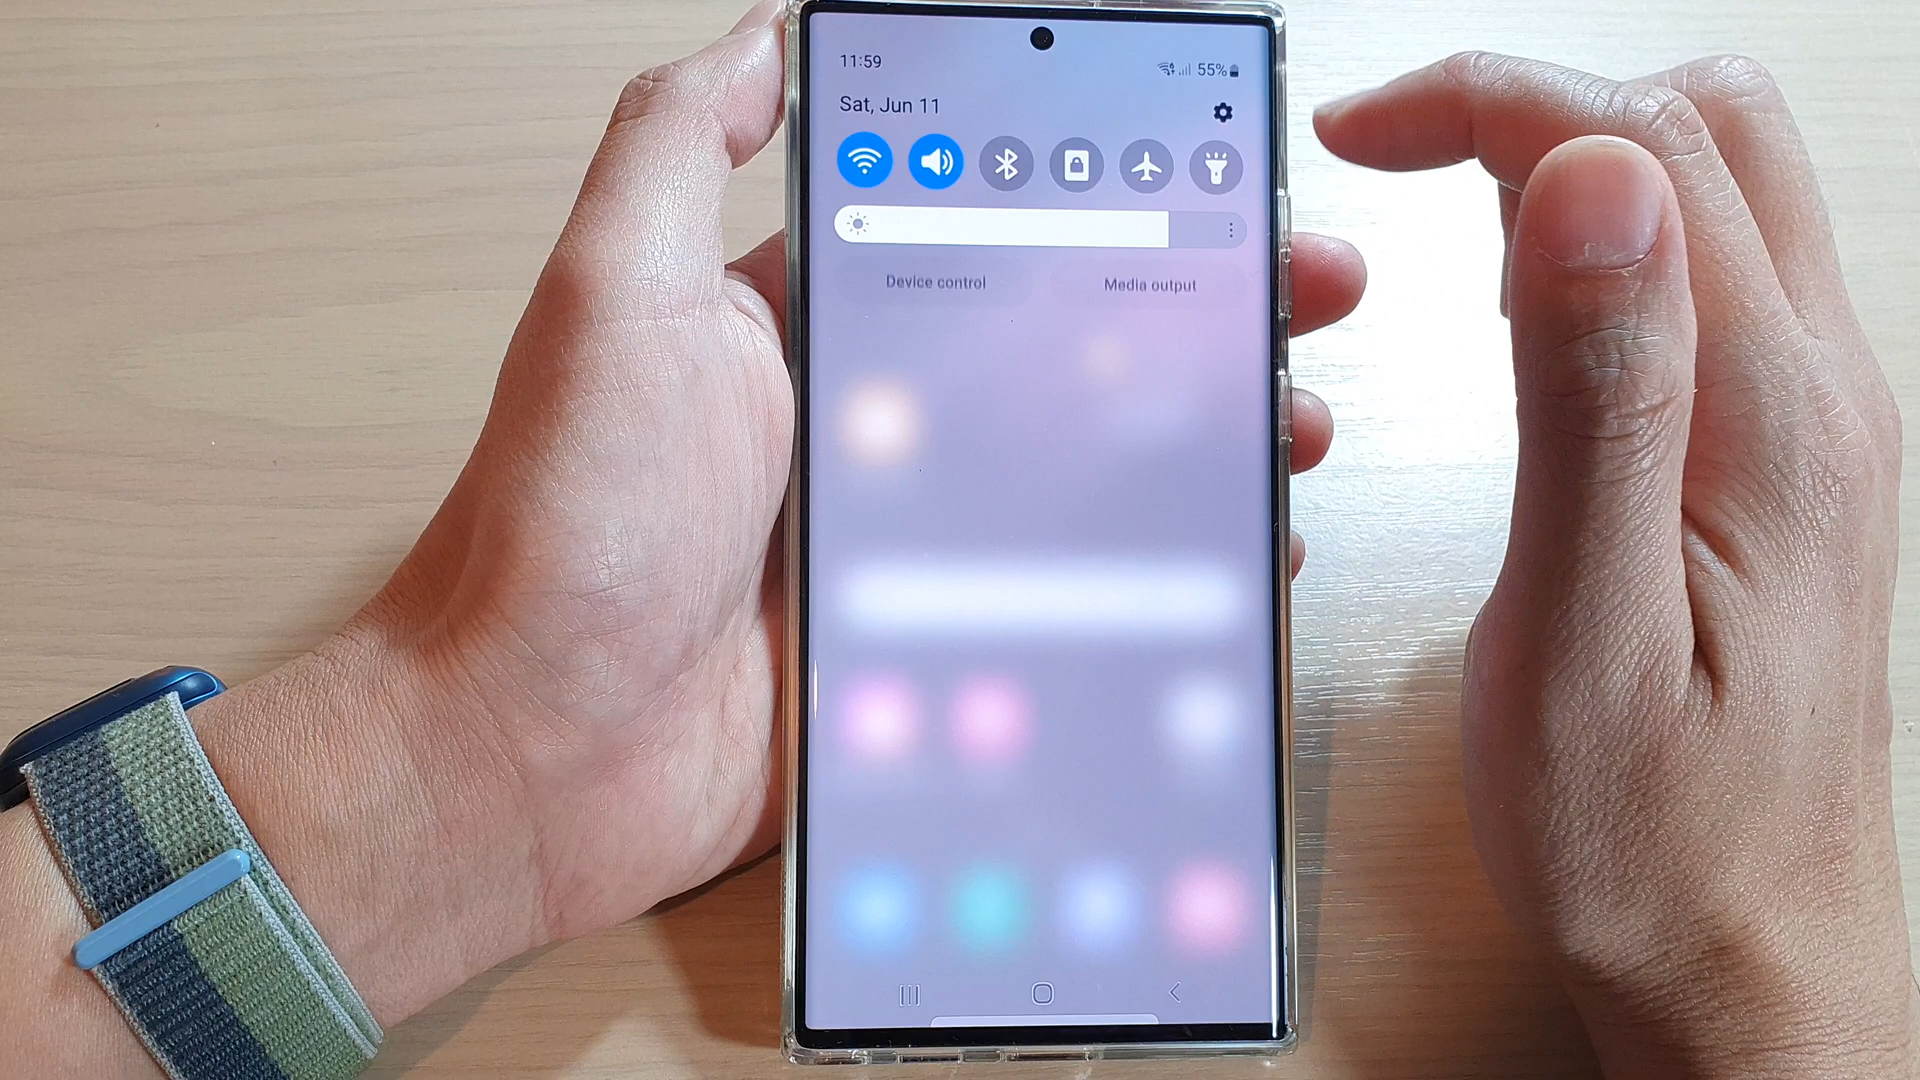 11:59
55%
Sat, Jun 11
Device control
Media output